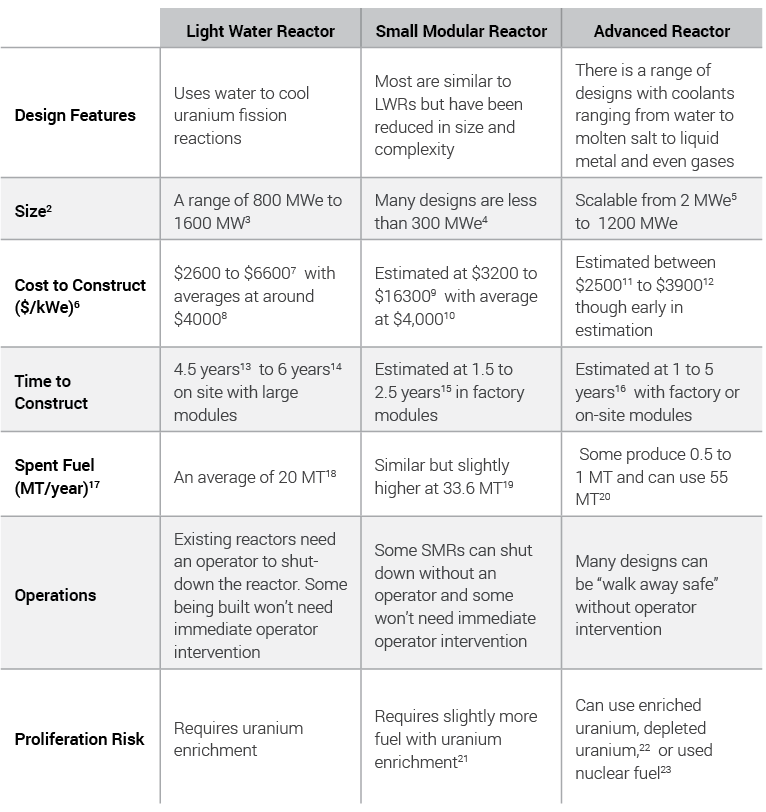 Light Water Reactor Small Modular Reactor Advanced Reactor
Design Features
Uses water to cool
uranium fission
reactions
Most are similar to
LWRs but have been
reduced in size and
complexity
There is a range of
designs with coolants
ranging from water to
molten salt to liquid
metal and even gases
Size²
A range of 800 MWe to
1600 MW³
Many designs are less
than 300 MWe⁴
Scalable from 2 MWe⁵
to 1200 MWe
Cost to Construct
($/kWe)⁶
$2600 to $6600⁷ with
averages at around
$4000⁸
Estimated at $3200 to
$16300⁹ with average
at $4,000¹⁰
Estimated between
$2500¹¹ to $3900¹²
though early in
estimation
Time to
Construct
4.5 years¹³ to 6 years¹⁴
on site with large
modules
Estimated at 1.5 to
2.5 years¹⁵ in factory
modules
Estimated at 1 to 5
years¹⁶ with factory or
on-site modules
Spent Fuel
(MT/year)¹⁷
An average of 20 MT¹⁸
Similar but slightly
higher at 33.6 MT¹⁹
Some produce 0.5 to
1 MT and can use 55
MT²⁰
Operations
Existing reactors need
an operator to shut-
down the reactor. Some
being built won’t need
immediate operator
intervention
Some SMRs can shut
down without an
operator and some
won’t need immediate
operator intervention
Many designs can
be “walk away safe”
without operator
intervention
Proliferation Risk
Requires uranium
enrichment
Requires slightly more
fuel with uranium
enrichment²¹
Can use enriched
uranium, depleted
uranium,²² or used
nuclear fuel²³